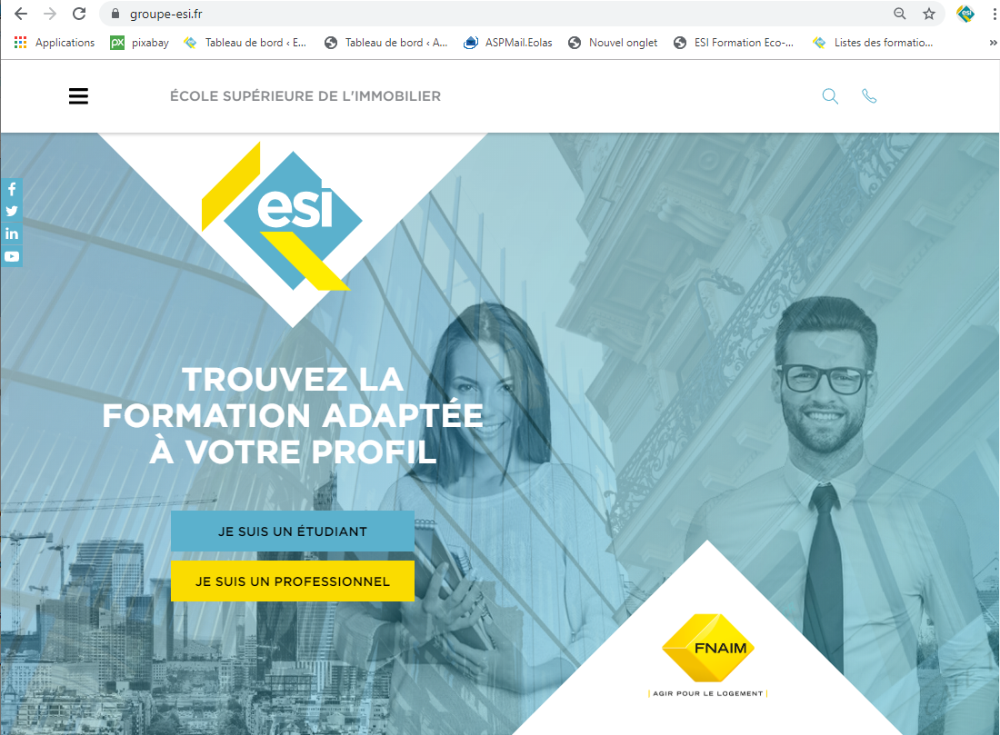 groupe-esi.fr
Applications
px pixabay
Tableau de bord ‹ E...
Tableau de bord ‹ A...
ASPMail.Eolas
Nouvel onglet
ESI Formation Eco-...
Listes des formatio...
»
ÉCOLE SUPÉRIEURE DE L'IMMOBILIER
esi
TROUVEZ LA
FORMATION ADAPTÉE
À VOTRE PROFIL
JE SUIS UN ÉTUDIANT
JE SUIS UN PROFESSIONNEL
FNAIM
| AGIR POUR LE LOGEMENT |